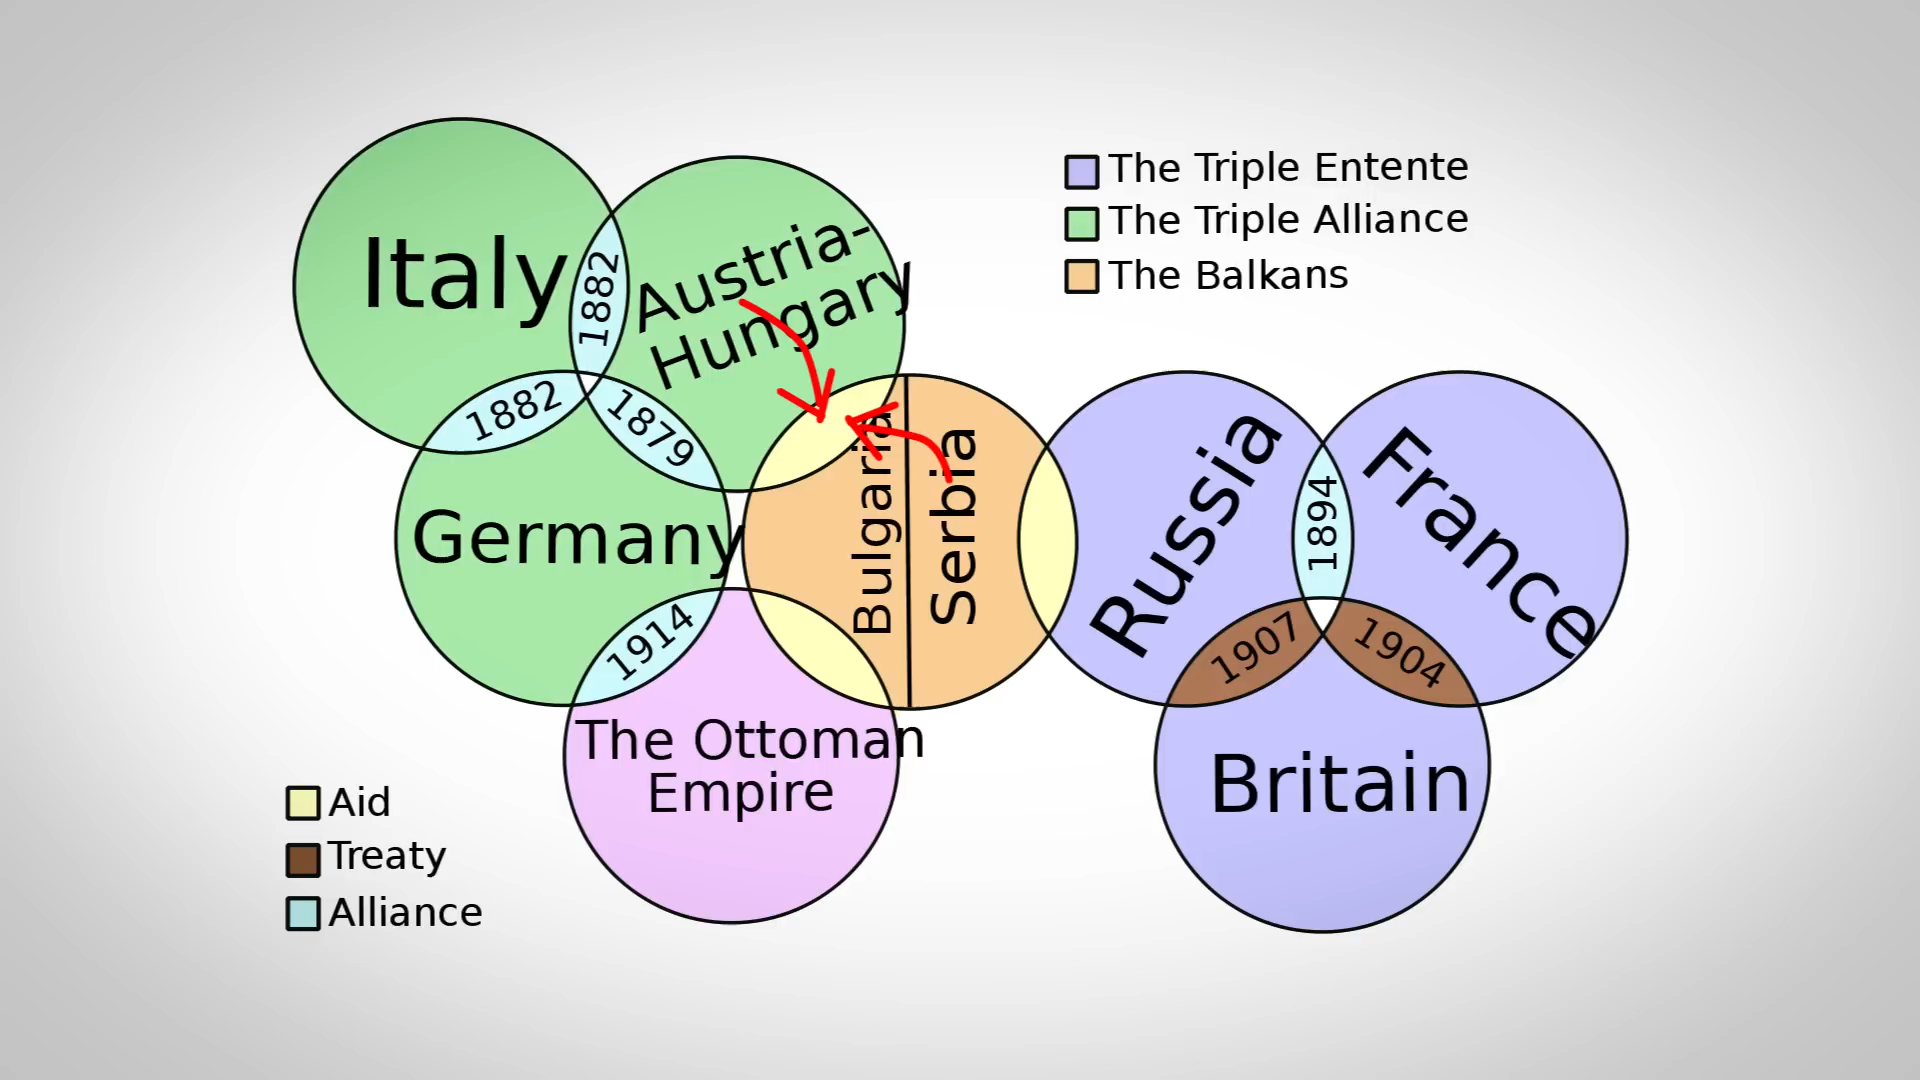 Italy
1882
Austria-
Hungary
The Triple Entente
The Triple Alliance
The Balkans
1882
1879
Germany
Bulgaria
Serbia
Russia
1894
France
1914
1907
1904
The Ottoman
Empire
Britain
Aid
Treaty
Alliance